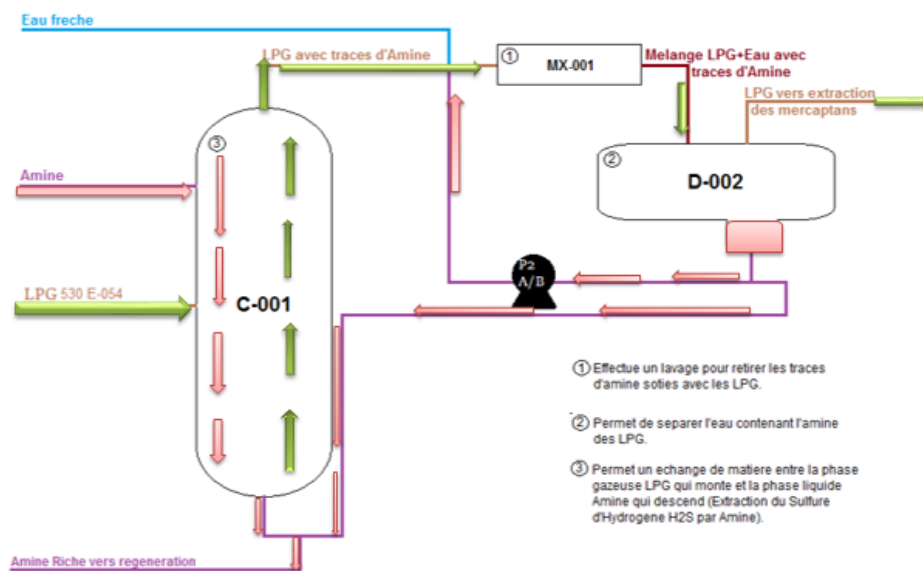 Eau freche
LPG avec traces d'Amine
① MX-001
Melange LPG+Eau avec
traces d'Amine
LPG vers extraction
des mercaptans
③
② D-002
Amine
LPG 530 E-054
C-001
P2
A/B
① Effectue un lavage pour retirer les traces
d'amine soties avec les LPG.
② Permet de separer l'eau contenant l'amine
des LPG.
③ Permet un echange de matiere entre la phase
gazeuse LPG qui monte et la phase liquide
Amine qui descend (Extraction du Sulfure
d'Hydrogene H2S par Amine).
Amine Riche vers regeneration